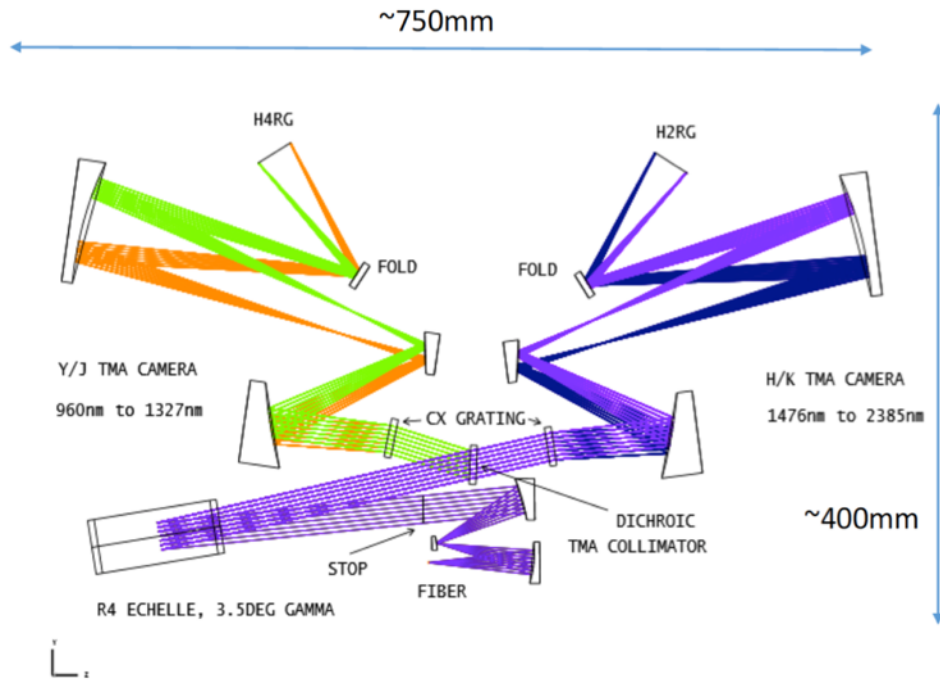 ~750mm
H4RG
H2RG
FOLD
FOLD
Y/J TMA CAMERA
960nm to 1327nm
H/K TMA CAMERA
1476nm to 2385nm
CX GRATING
~400mm
DICHROIC
TMA COLLIMATOR
STOP
FIBER
R4 ECHELLE, 3.5DEG GAMMA
Y
Z